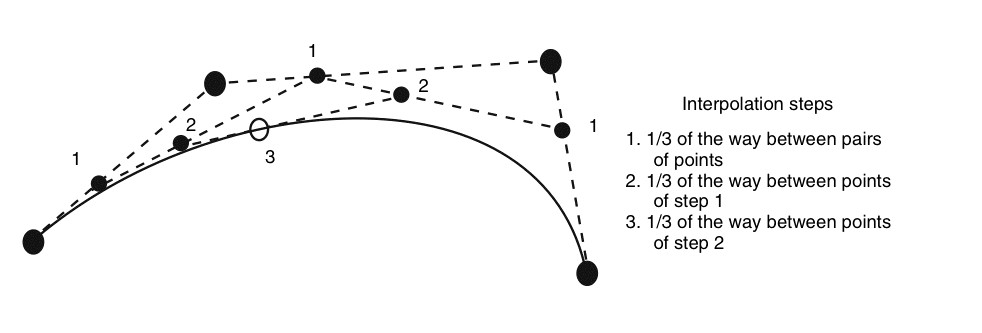 1
2
1
2
1
3
Interpolation steps
1. 1/3 of the way between pairs
of points
2. 1/3 of the way between points
of step 1
3. 1/3 of the way between points
of step 2